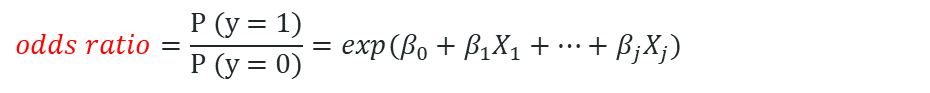 odds ratio = P (y = 1) / P (y = 0) = exp(β₀ + β₁X₁ + ⋯ + βⱼXⱼ)